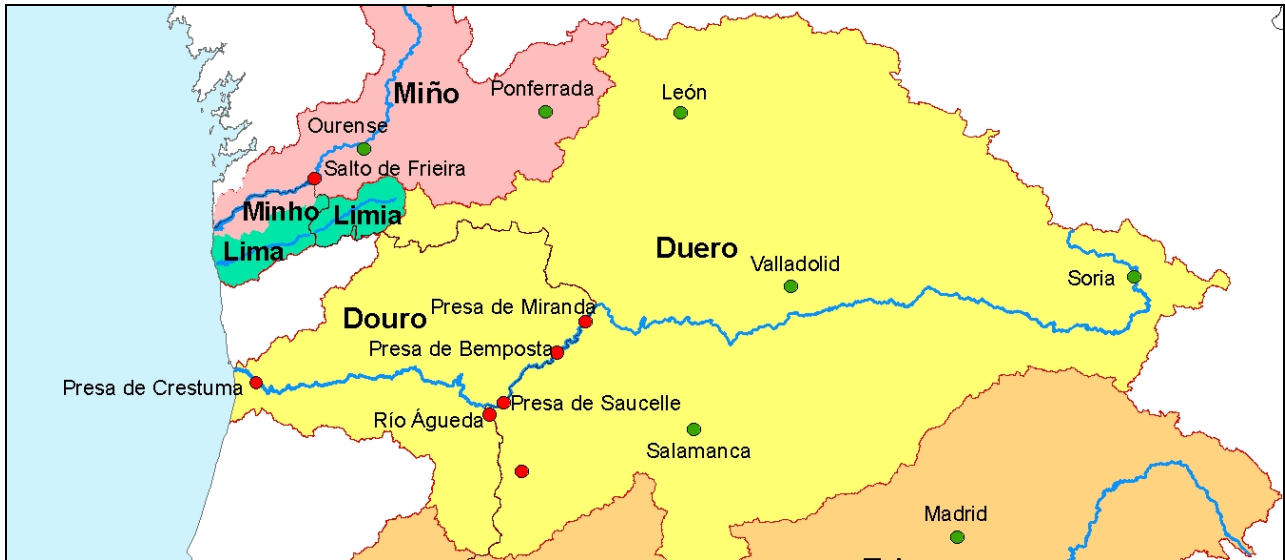 Miño
Ponferrada
León
Ourense
Salto de Frieira
Minho
Limia
Lima
Duero
Valladolid
Soria
Presa de Miranda
Douro
Presa de Bemposta
Presa de Crestuma
Presa de Saucelle
Río Águeda
Salamanca
Madrid